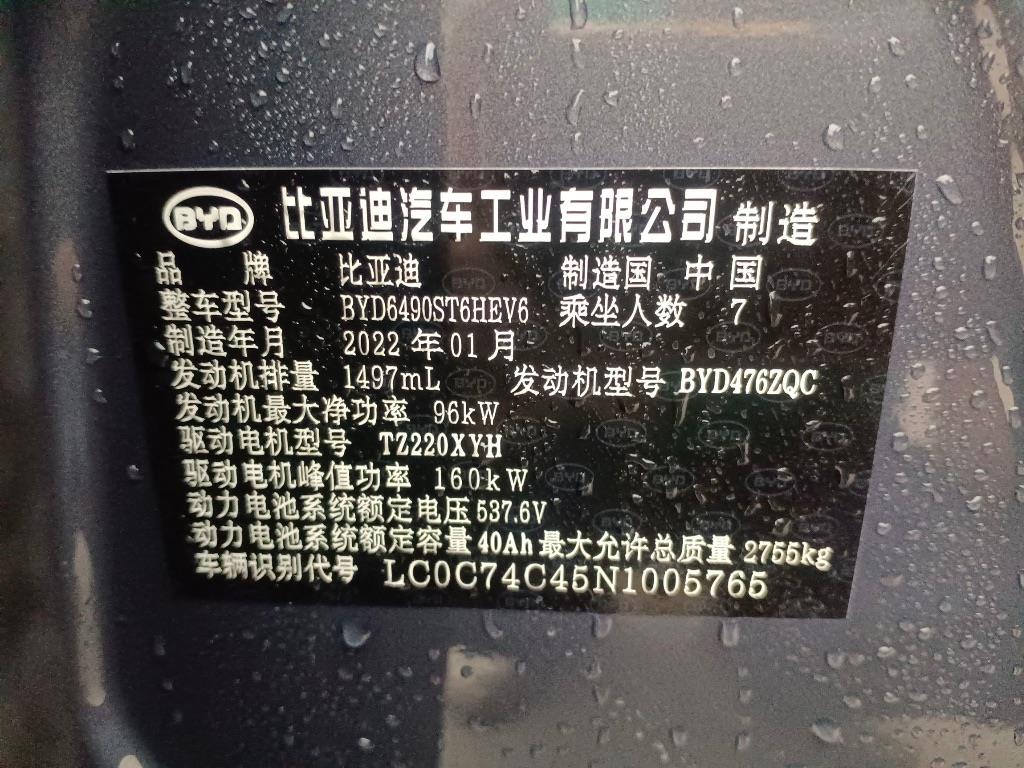 BYD 比亚迪汽车工业有限公司 制造
品 牌 比亚迪 制造国 中 国
整车型号 BYD6490ST6HEV6 乘坐人数 7
制造年月 2022 年 01 月
发动机排量 1497mL 发动机型号 BYD476ZQC
发动机最大净功率 96kW
驱动电机型号 TZ220XYH
驱动电机峰值功率 160kW
动力电池系统额定电压 537.6V
动力电池系统额定容量 40Ah 最大允许总质量 2755kg
车辆识别代号 LC0C74C45N1005765